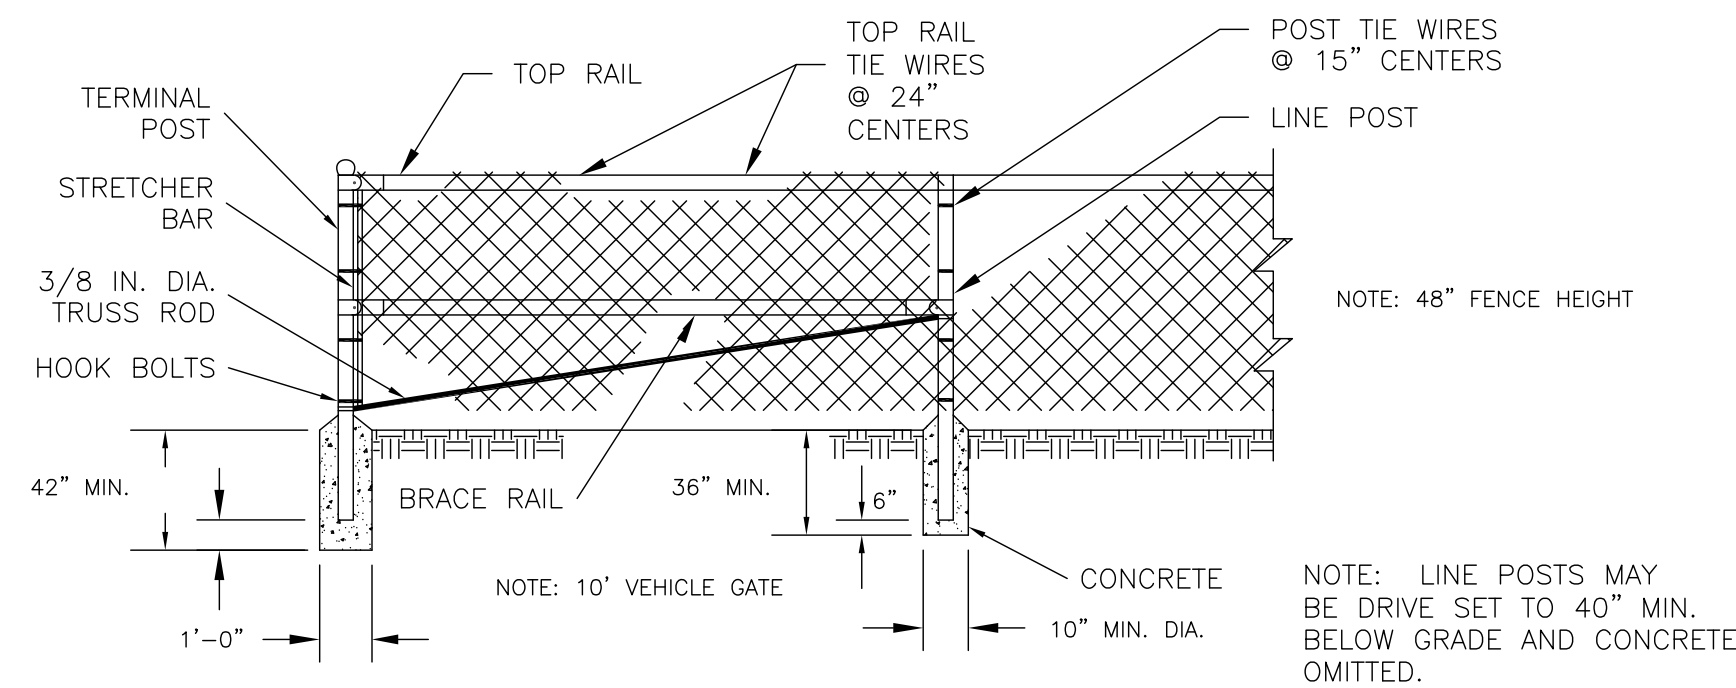 POST TIE WIRES
@ 15” CENTERS
TOP RAIL
TIE WIRES
@ 24”
CENTERS
TOP RAIL
TERMINAL
POST
LINE POST
STRETCHER
BAR
3/8 IN. DIA.
TRUSS ROD
NOTE: 48” FENCE HEIGHT
HOOK BOLTS
42” MIN.
BRACE RAIL
36” MIN.
6”
CONCRETE
NOTE: 10’ VEHICLE GATE
1’-0”
10” MIN. DIA.
NOTE: LINE POSTS MAY
BE DRIVE SET TO 40” MIN.
BELOW GRADE AND CONCRETE
OMITTED.